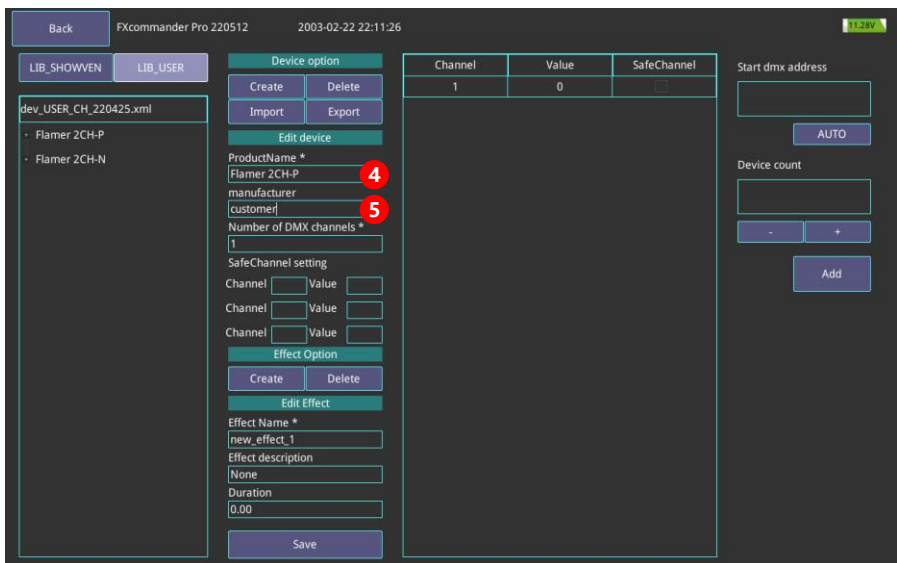 Back
FXcommander Pro 220512
2003-02-22 22:11:26
11.28V
LIB_SHOWVEN
LIB_USER
dev_USER_CH_220425.xml
Flamer 2CH-P
Flamer 2CH-N
Device option
Create
Delete
Import
Export
Edit device
ProductName *
Flamer 2CH-P
4
manufacturer
customer
5
Number of DMX channels *
1
SafeChannel setting
Channel
Value
Channel
Value
Channel
Value
Effect Option
Create
Delete
Edit Effect
Effect Name *
new_effect_1
Effect description
None
Duration
0.00
Save
Channel
Value
SafeChannel
1
0
Start dmx address
AUTO
Device count
-
+
Add